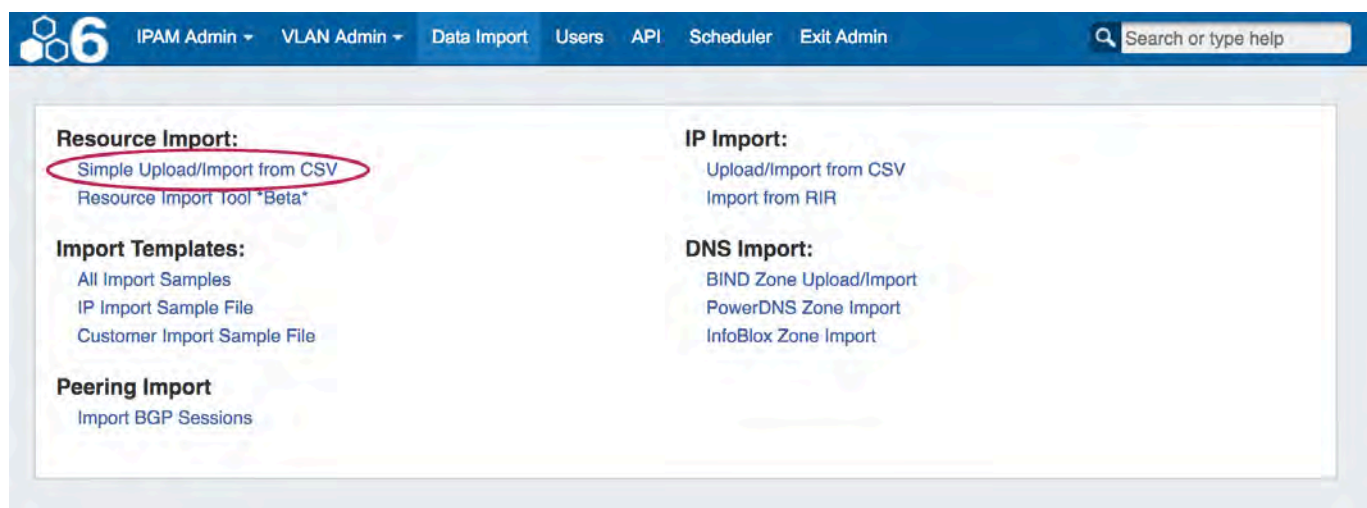 6 IPAM Admin VLAN Admin Data Import Users API Scheduler Exit Admin Search or type help
Resource Import:
Simple Upload/Import from CSV
Resource Import Tool *Beta*
Import Templates:
All Import Samples
IP Import Sample File
Customer Import Sample File
Peering Import
Import BGP Sessions
IP Import:
Upload/Import from CSV
Import from RIR
DNS Import:
BIND Zone Upload/Import
PowerDNS Zone Import
InfoBlox Zone Import